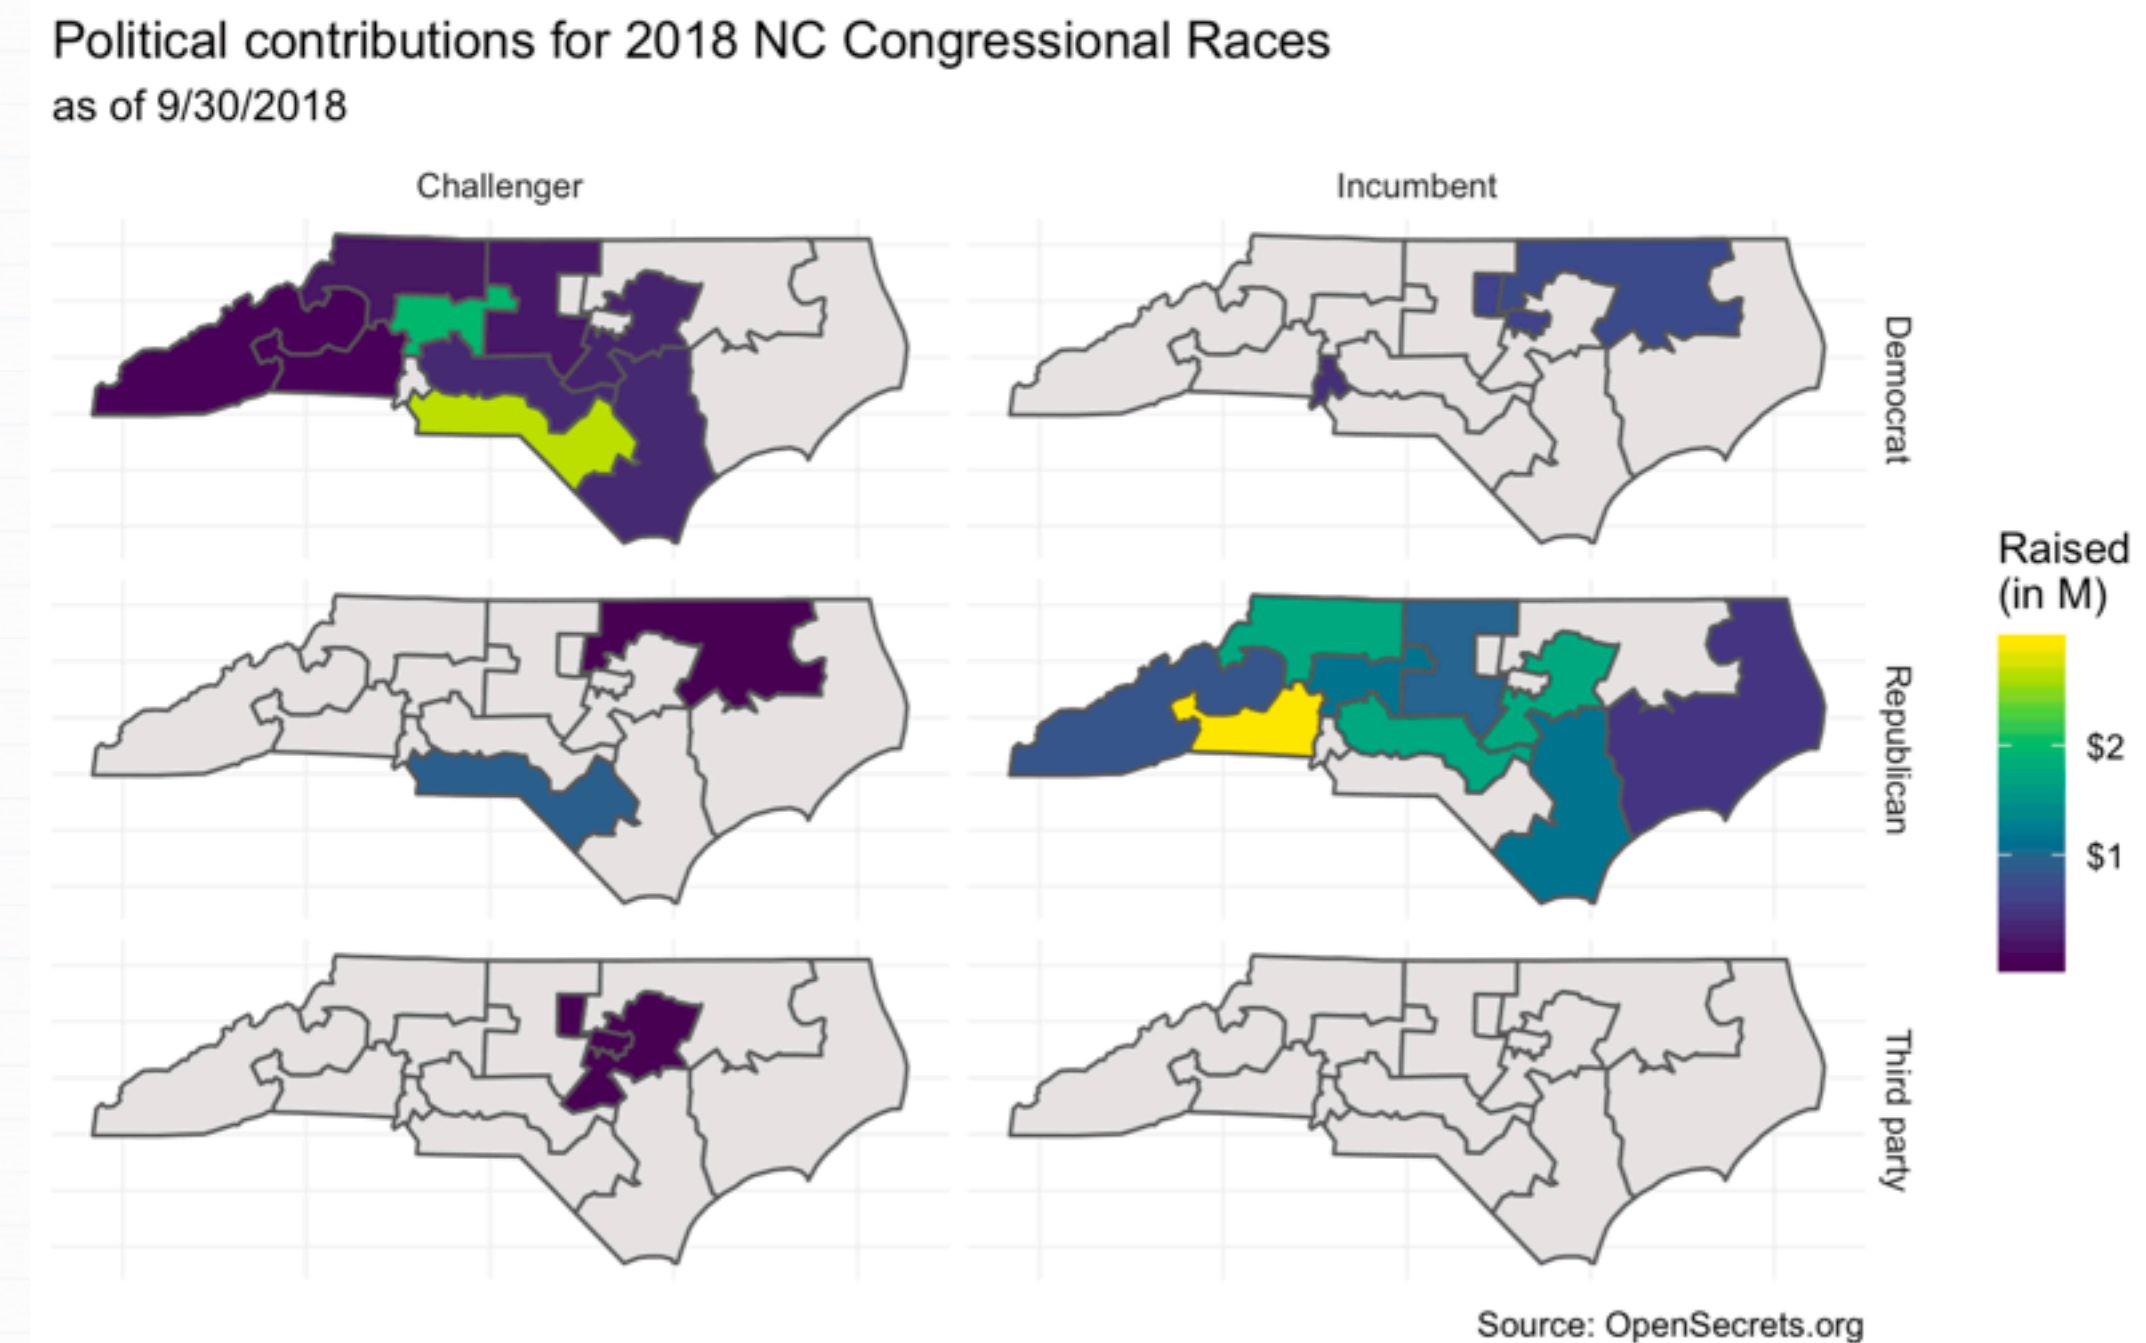 Political contributions for 2018 NC Congressional Races
as of 9/30/2018
Challenger
Incumbent
Democrat
Republican
Third party
Raised
(in M)
$2
$1
Source: OpenSecrets.org